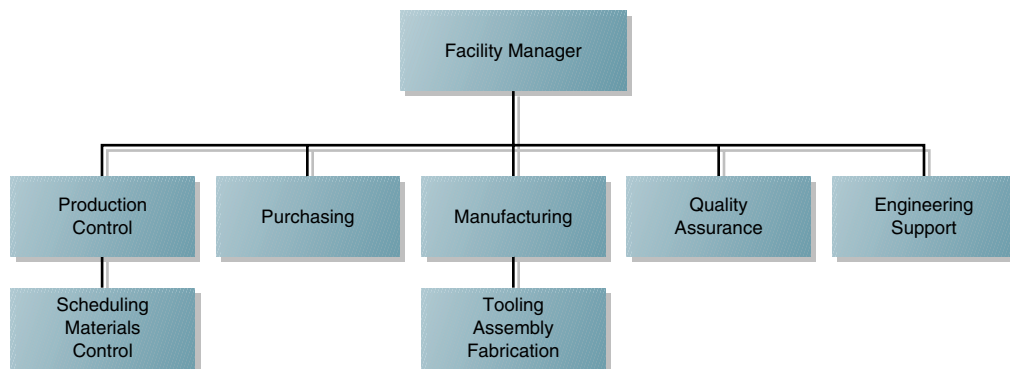 Facility Manager
Production
Control
Purchasing
Manufacturing
Quality
Assurance
Engineering
Support
Scheduling
Materials
Control
Tooling
Assembly
Fabrication